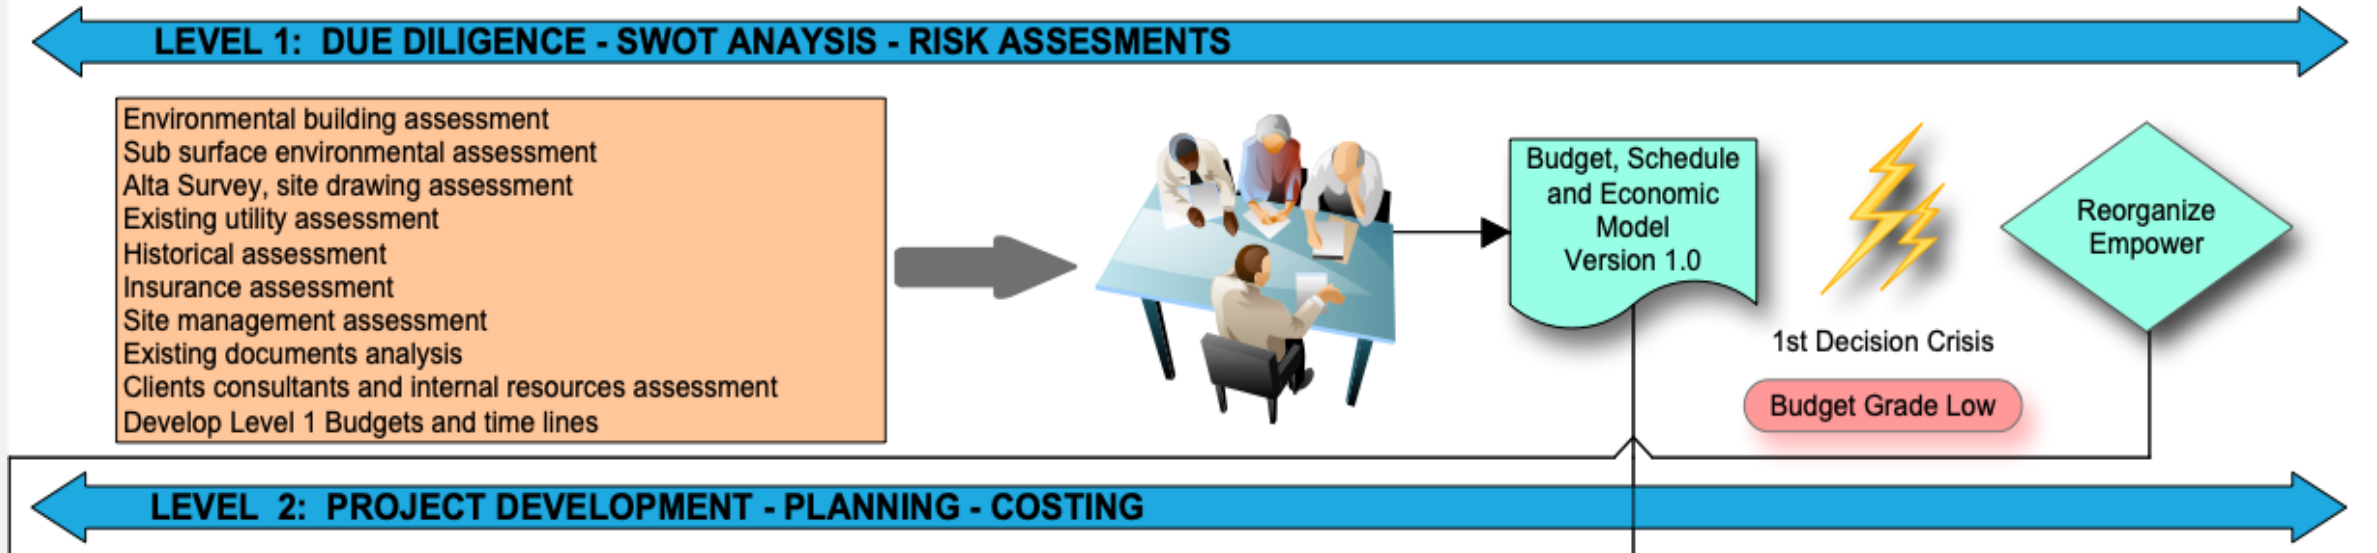 LEVEL 1: DUE DILIGENCE - SWOT ANAYSIS - RISK ASSESMENTS
Environmental building assessment
Sub surface environmental assessment
Alta Survey, site drawing assessment
Existing utility assessment
Historical assessment
Insurance assessment
Site management assessment
Existing documents analysis
Clients consultants and internal resources assessment
Develop Level 1 Budgets and time lines
Budget, Schedule
and Economic
Model
Version 1.0
1st Decision Crisis
Budget Grade Low
Reorganize
Empower
LEVEL 2: PROJECT DEVELOPMENT - PLANNING - COSTING